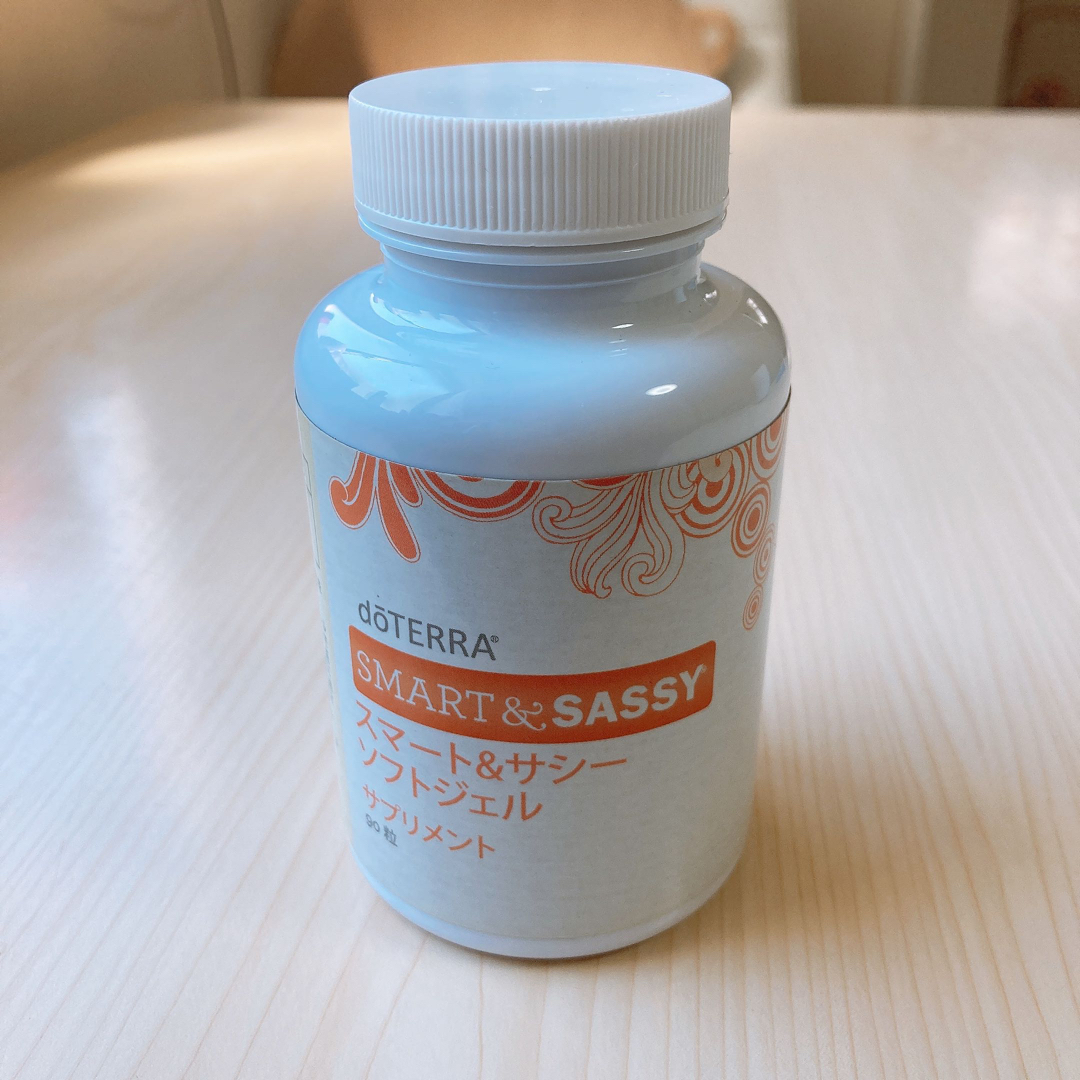 dōTERRA®
SMART & SASSY®
スマート&サシー
ソフトジェル
サプリメント
90 粒